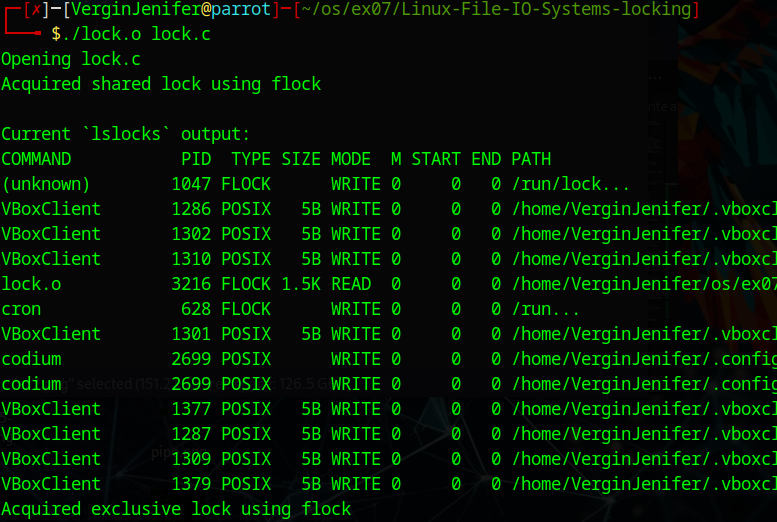 ┌─[✗]─[VerginJenifer@parrot]─[~/os/ex07/Linux-File-IO-Systems-locking]
└──╼ $./lock.o lock.c
Opening lock.c
Acquired shared lock using flock
Current `lslocks` output:
COMMAND PID TYPE SIZE MODE M START END PATH
(unknown) 1047 FLOCK WRITE 0 0 0 /run/lock...
VBoxClient 1286 POSIX 5B WRITE 0 0 0 /home/VerginJenifer/.vboxcl
VBoxClient 1302 POSIX 5B WRITE 0 0 0 /home/VerginJenifer/.vboxcl
VBoxClient 1310 POSIX 5B WRITE 0 0 0 /home/VerginJenifer/.vboxcl
lock.o 3216 FLOCK 1.5K READ 0 0 0 /home/VerginJenifer/os/ex07
cron 628 FLOCK WRITE 0 0 0 /run...
VBoxClient 1301 POSIX 5B WRITE 0 0 0 /home/VerginJenifer/.vboxcl
codium 2699 POSIX WRITE 0 0 0 /home/VerginJenifer/.config
codium 2699 POSIX WRITE 0 0 0 /home/VerginJenifer/.config
VBoxClient 1377 POSIX 5B WRITE 0 0 0 /home/VerginJenifer/.vboxcl
VBoxClient 1287 POSIX 5B WRITE 0 0 0 /home/VerginJenifer/.vboxcl
VBoxClient 1309 POSIX 5B WRITE 0 0 0 /home/VerginJenifer/.vboxcl
VBoxClient 1379 POSIX 5B WRITE 0 0 0 /home/VerginJenifer/.vboxcl
Acquired exclusive lock using flock